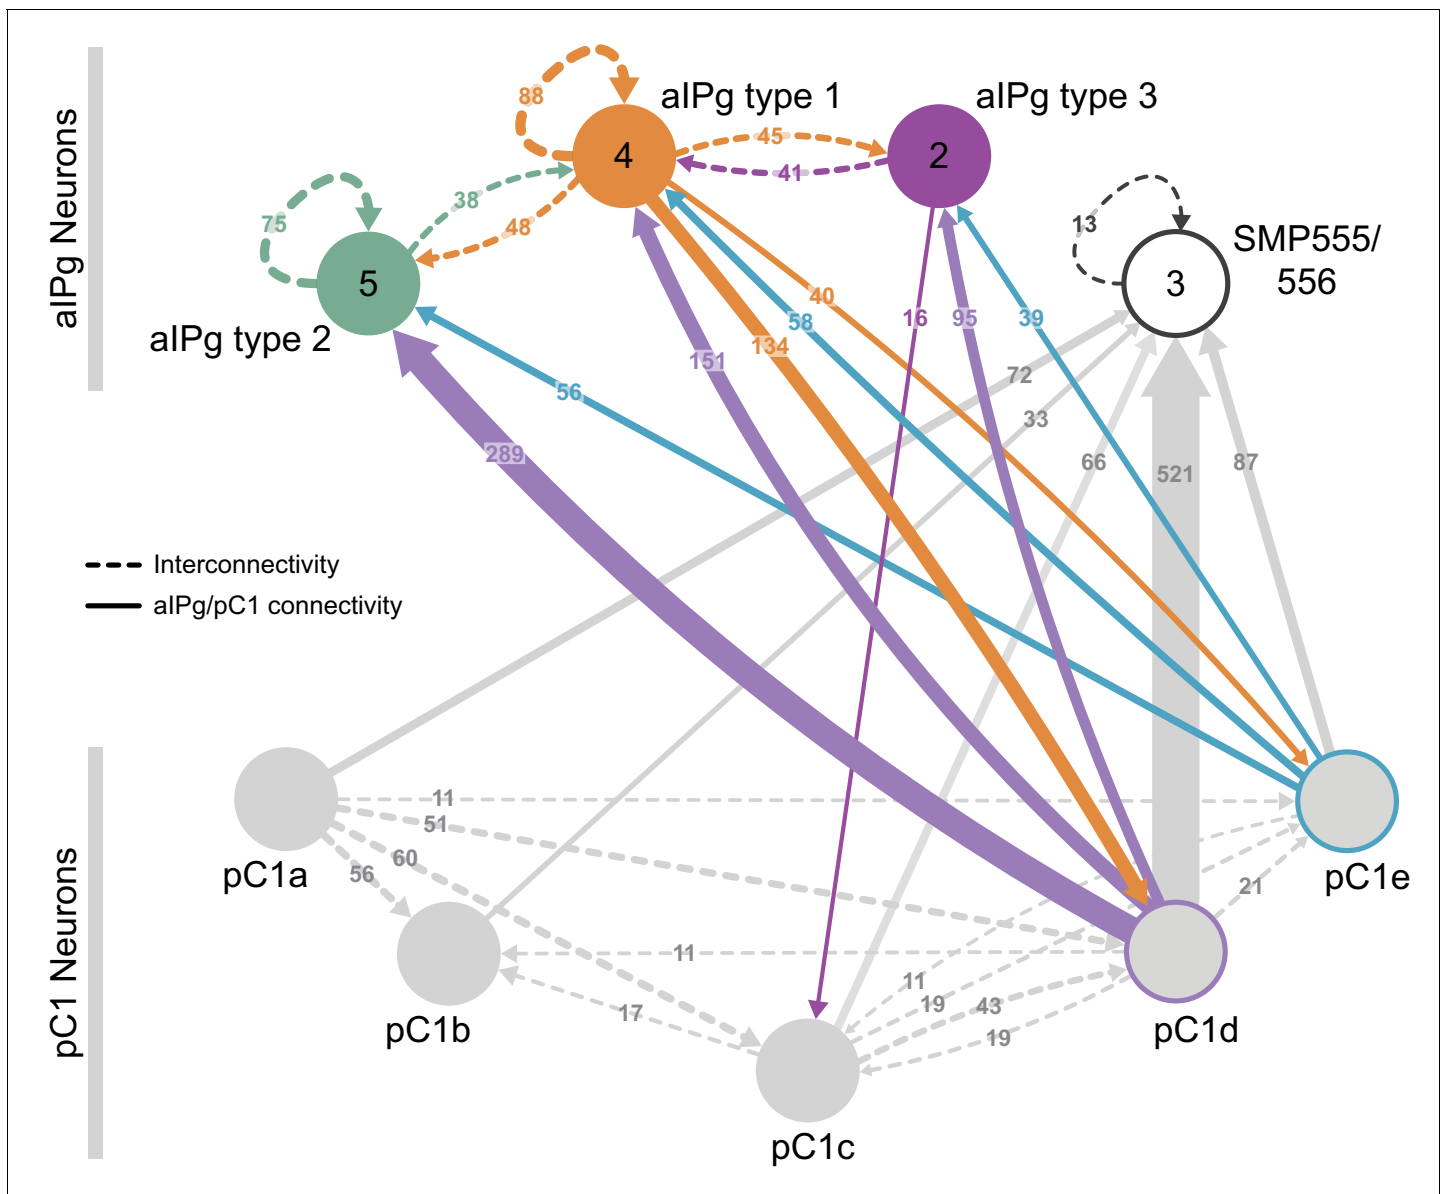 aIPg Neurons
pC1 Neurons
88
aIPg type 1
aIPg type 3
45
4
2
41
75
38
48
13
SMP555/
556
5
3
aIPg type 2
40
58
134
16
95
39
151
72
56
33
289
66
521
87
Interconnectivity
aIPg/pC1 connectivity
11
51
60
56
pC1a
pC1e
21
11
11
19
43
17
19
pC1b
pC1d
pC1c